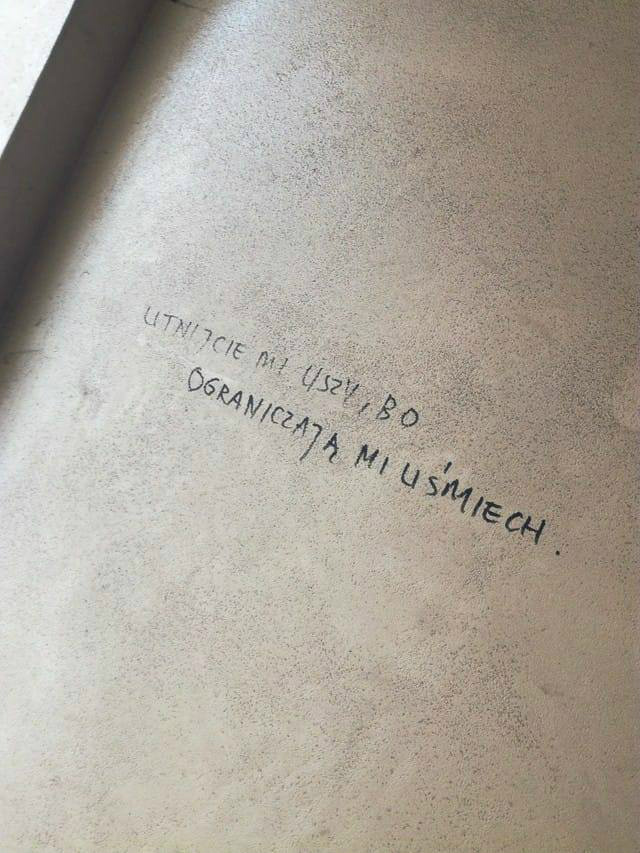 UTNIJCIE MI USZY, BO
OGRANICZAJĄ MI UŚMIECH.